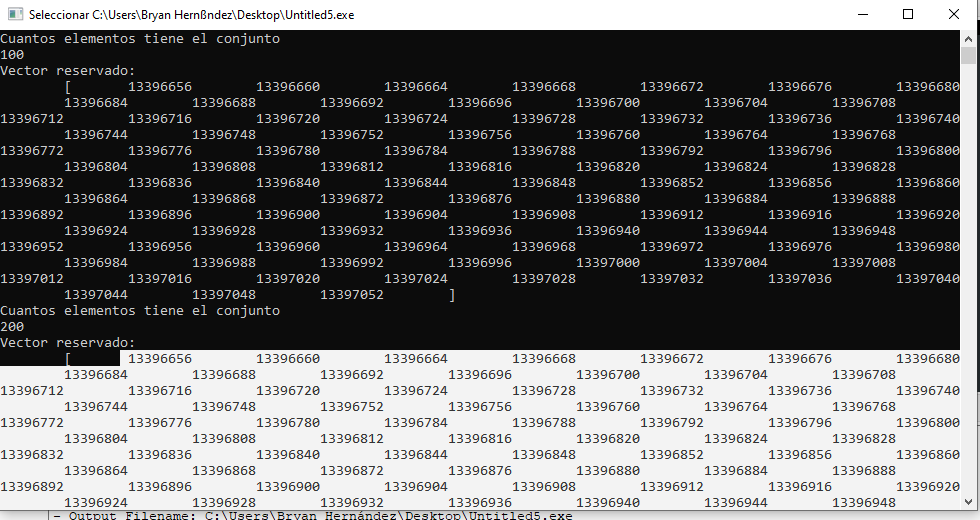 Seleccionar C:\Users\Bryan Hernßndez\Desktop\Untitled5.exe
Cuantos elementos tiene el conjunto
100
Vector reservado:
[ 13396656 13396660 13396664 13396668 13396672 13396676 13396680
13396684 13396688 13396692 13396696 13396700 13396704 13396708
13396712 13396716 13396720 13396724 13396728 13396732 13396736 13396740
13396744 13396748 13396752 13396756 13396760 13396764 13396768
13396772 13396776 13396780 13396784 13396788 13396792 13396796 13396800
13396804 13396808 13396812 13396816 13396820 13396824 13396828
13396832 13396836 13396840 13396844 13396848 13396852 13396856 13396860
13396864 13396868 13396872 13396876 13396880 13396884 13396888
13396892 13396896 13396900 13396904 13396908 13396912 13396916 13396920
13396924 13396928 13396932 13396936 13396940 13396944 13396948
13396952 13396956 13396960 13396964 13396968 13396972 13396976 13396980
13396984 13396988 13396992 13396996 13397000 13397004 13397008
13397012 13397016 13397020 13397024 13397028 13397032 13397036 13397040
13397044 13397048 13397052 ]
Cuantos elementos tiene el conjunto
200
Vector reservado:
[ 13396656 13396660 13396664 13396668 13396672 13396676 13396680
13396684 13396688 13396692 13396696 13396700 13396704 13396708
13396712 13396716 13396720 13396724 13396728 13396732 13396736 13396740
13396744 13396748 13396752 13396756 13396760 13396764 13396768
13396772 13396776 13396780 13396784 13396788 13396792 13396796 13396800
13396804 13396808 13396812 13396816 13396820 13396824 13396828
13396832 13396836 13396840 13396844 13396848 13396852 13396856 13396860
13396864 13396868 13396872 13396876 13396880 13396884 13396888
13396892 13396896 13396900 13396904 13396908 13396912 13396916 13396920
13396924 13396928 13396932 13396936 13396940 13396944 13396948
- Output Filename: C:\Users\Bryan Hernández\Desktop\Untitled5.exe